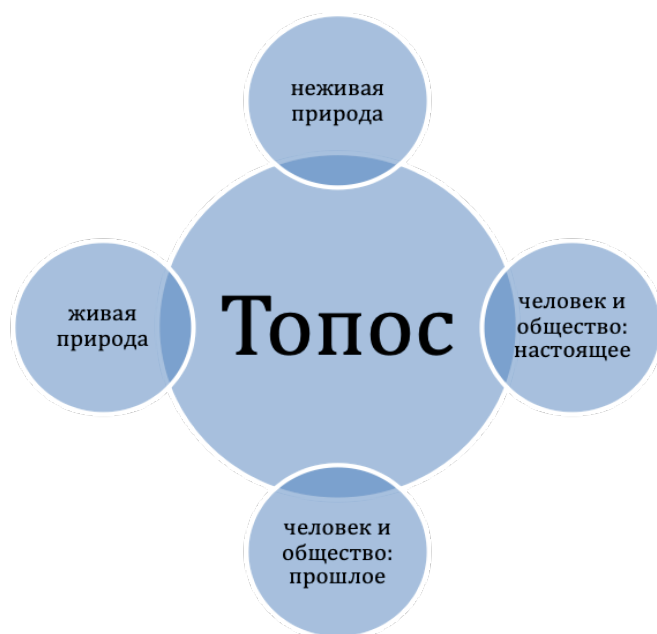 неживая
природа
живая
природа
Топос
человек и
общество:
настоящее
человек и
общество:
прошлое